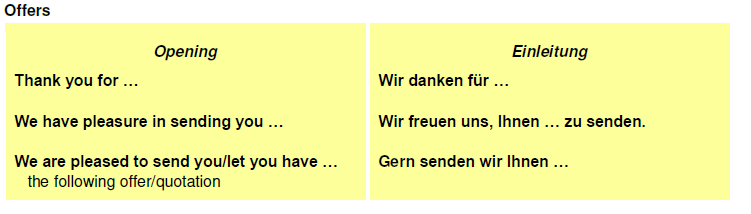 Offers
Opening
Thank you for …
We have pleasure in sending you …
We are pleased to send you/let you have …
the following offer/quotation
Einleitung
Wir danken für …
Wir freuen uns, Ihnen … zu senden.
Gern senden wir Ihnen …